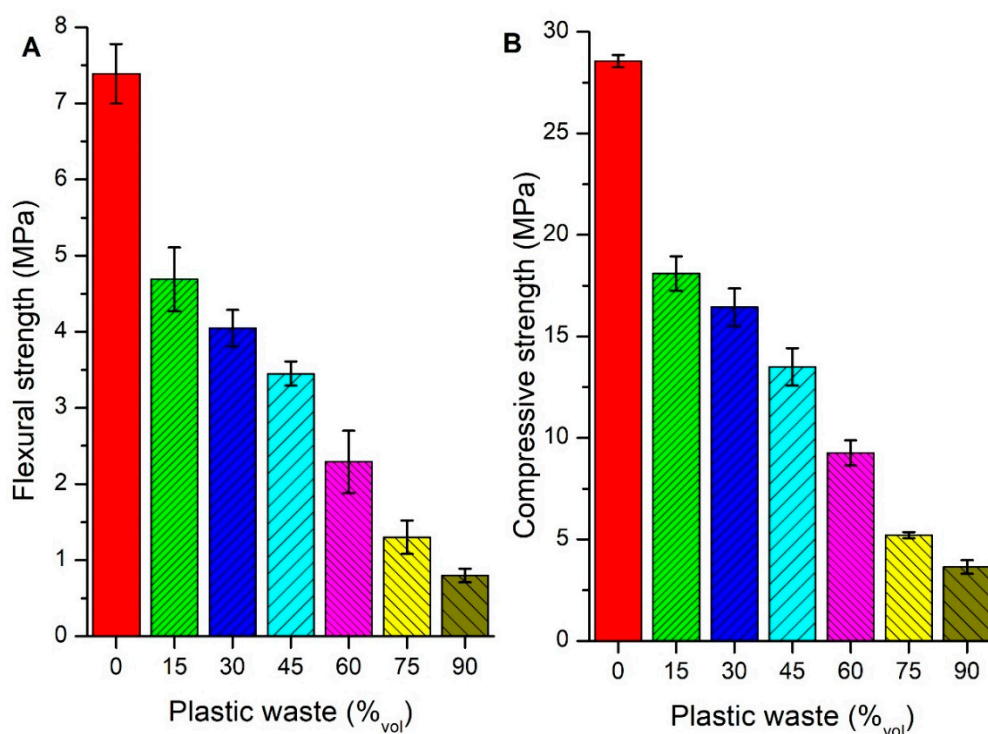 A
Flexural strength (MPa)
8
7
6
5
4
3
2
1
0
0 15 30 45 60 75 90
Plastic waste (%vol)
B
Compressive strength (MPa)
30
25
20
15
10
5
0
0 15 30 45 60 75 90
Plastic waste (%vol)